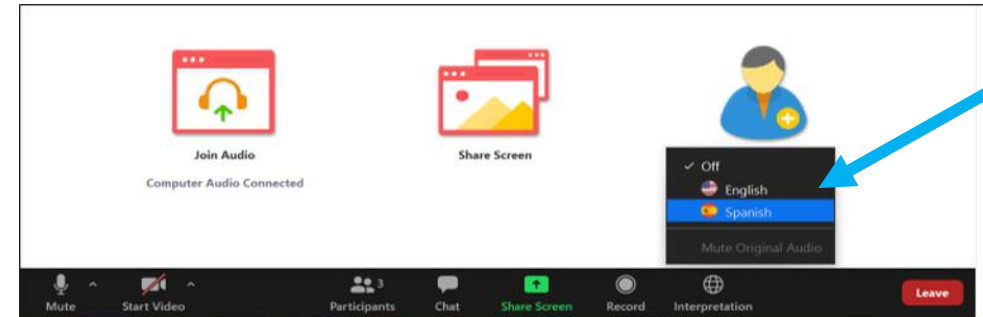 Join Audio
Computer Audio Connected
Share Screen
Off
English
Spanish
Mute Original Audio
Mute
Start Video
3
Participants
Chat
Share Screen
Record
Interpretation
Leave